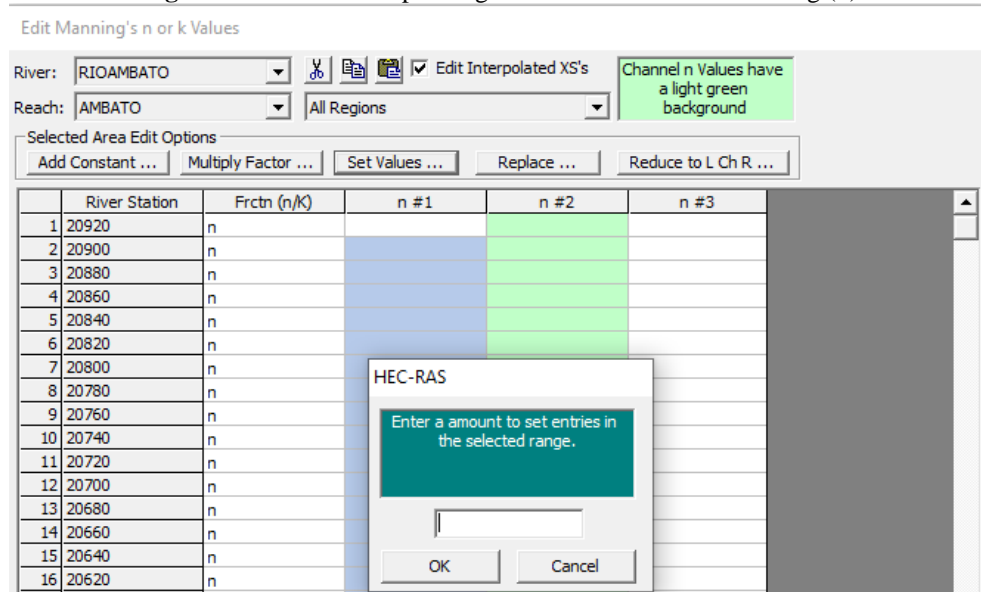 Edit Manning's n or k Values
River: RIOAMBATO Edit Interpolated XS's
Channel n Values have
a light green
background
Reach: AMBATO All Regions
Selected Area Edit Options
Add Constant ... Multiply Factor ... Set Values ... Replace ... Reduce to L Ch R ...
River Station Frctn (n/K) n #1 n #2 n #3
1 20920 n
2 20900 n
3 20880 n
4 20860 n
5 20840 n
6 20820 n
7 20800 n
8 20780 n
9 20760 n
10 20740 n
11 20720 n
12 20700 n
13 20680 n
14 20660 n
15 20640 n
16 20620 n
HEC-RAS
Enter a amount to set entries in
the selected range.
OK Cancel